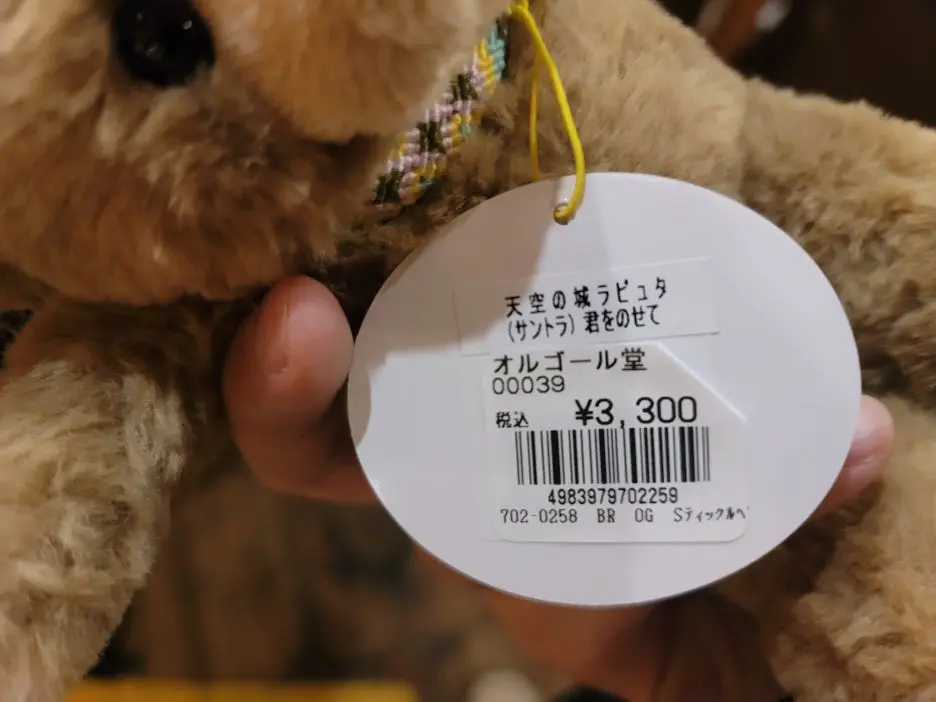 天空の城ラピュタ
(サントラ) 君をのせて
オルゴール堂
00039
税込 ¥3,300
4983979702259
702-0258 BR OG Sティックルベ